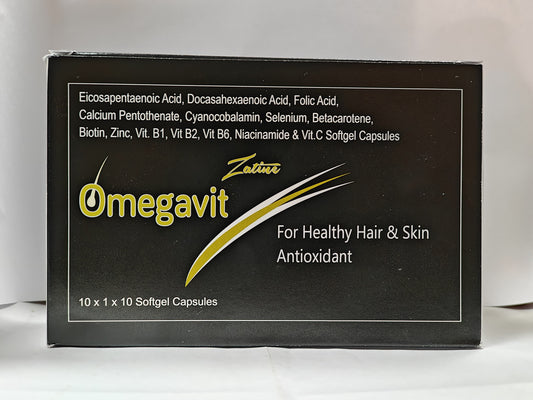 Eicosapentaenoic Acid, Docasahexaenoic Acid, Folic Acid,
Calcium Pentothenate, Cyanocobalamin, Selenium, Betacarotene,
Biotin, Zinc, Vit. B1, Vit B2, Vit B6, Niacinamide & Vit.C Softgel Capsules
Zatine
Omegavit
For Healthy Hair & Skin
Antioxidant
10 x 1 x 10 Softgel Capsules